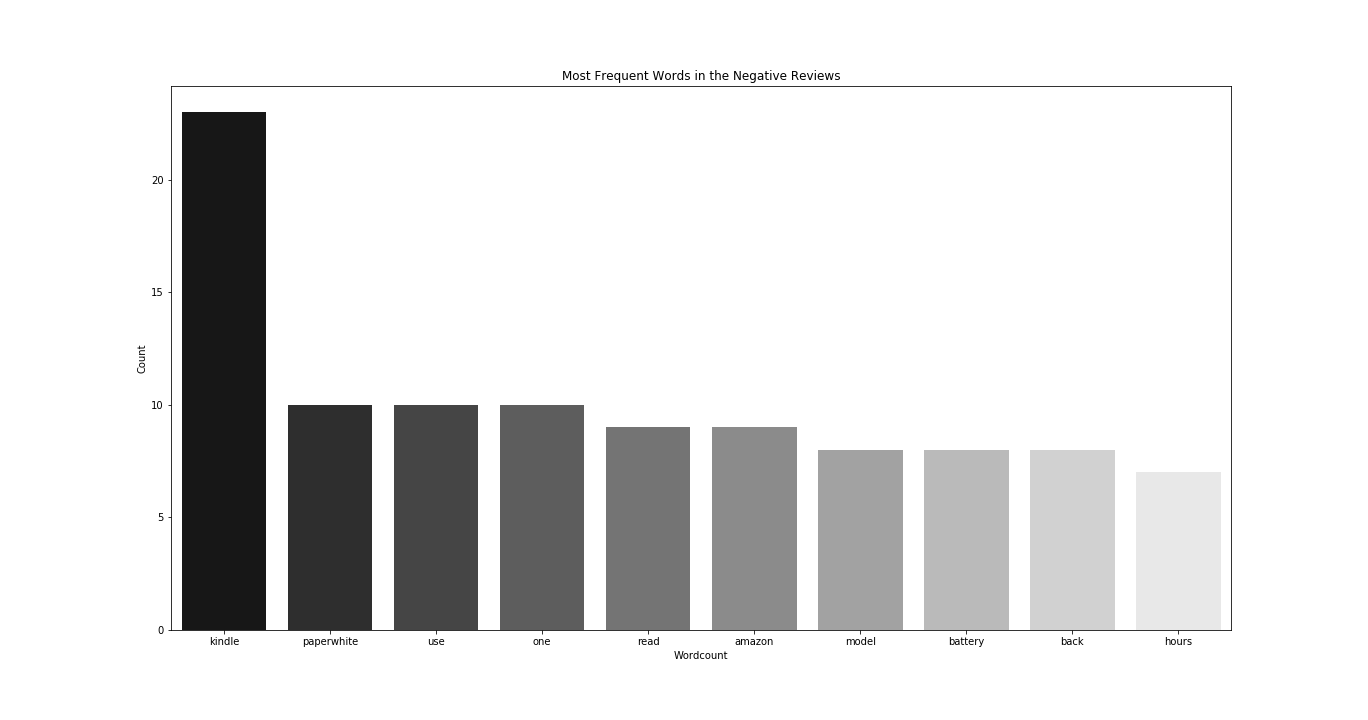 Most Frequent Words in the Negative Reviews
Count
20
15
10
5
0
kindle paperwhite use one read amazon model battery back hours
Wordcount